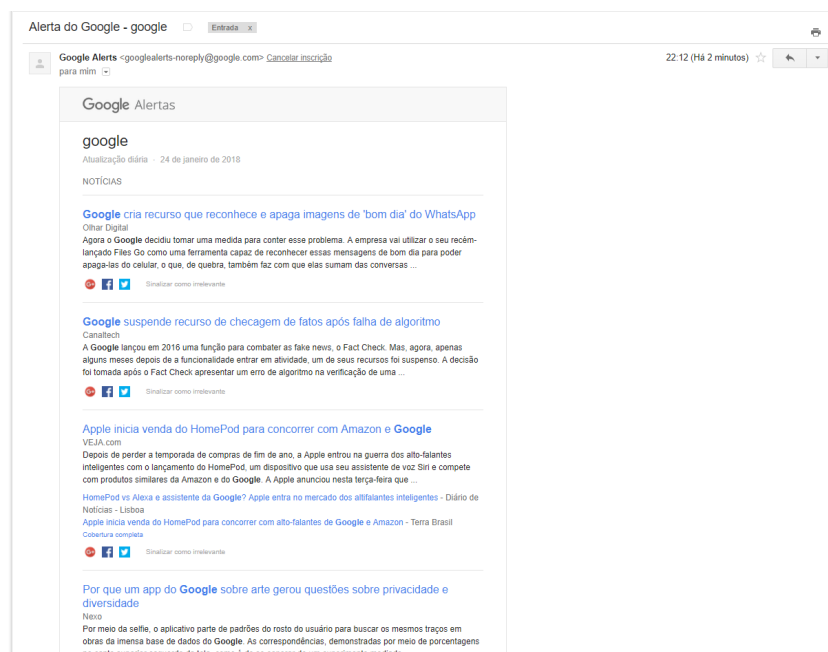 Alerta do Google - google Entrada x
Google Alerts <googlealerts-noreply@google.com> Cancelar inscrição 22:12 (Há 2 minutos)
para mim
Google Alertas
google
Atualização diária · 24 de janeiro de 2018
NOTÍCIAS
Google cria recurso que reconhece e apaga imagens de 'bom dia' do WhatsApp
Olhar Digital
Agora o Google decidiu tomar uma medida para conter esse problema. A empresa vai utilizar o seu recém-
lançado Files Go como uma ferramenta capaz de reconhecer essas mensagens de bom dia para poder
apaga-las do celular, o que, de quebra, também faz com que elas sumam das conversas ...
G+ f Sinalizar como irrelevante
Google suspende recurso de checagem de fatos após falha de algoritmo
Canaltech
A Google lançou em 2016 uma função para combater as fake news, o Fact Check. Mas, agora, apenas
alguns meses depois de a funcionalidade entrar em atividade, um de seus recursos foi suspenso. A decisão
foi tomada após o Fact Check apresentar um erro de algoritmo na verificação de uma ...
G+ f Sinalizar como irrelevante
Apple inicia venda do HomePod para concorrer com Amazon e Google
VEJA.com
Depois de perder a temporada de compras de fim de ano, a Apple entrou na guerra dos alto-falantes
inteligentes com o lançamento do HomePod, um dispositivo que usa seu assistente de voz Siri e compete
com produtos similares da Amazon e do Google. A Apple anunciou nesta terça-feira que ...
HomePod vs Alexa e assistente da Google? Apple entra no mercado dos altifalantes inteligentes - Diário de
Notícias - Lisboa
Apple inicia venda do HomePod para concorrer com alto-falantes de Google e Amazon - Terra Brasil
Cobertura completa
G+ f Sinalizar como irrelevante
Por que um app do Google sobre arte gerou questões sobre privacidade e
diversidade
Nexo
Por meio da selfie, o aplicativo parte de padrões do rosto do usuário para buscar os mesmos traços em
obras da imensa base de dados do Google. As correspondências, demonstradas por meio de porcentagens